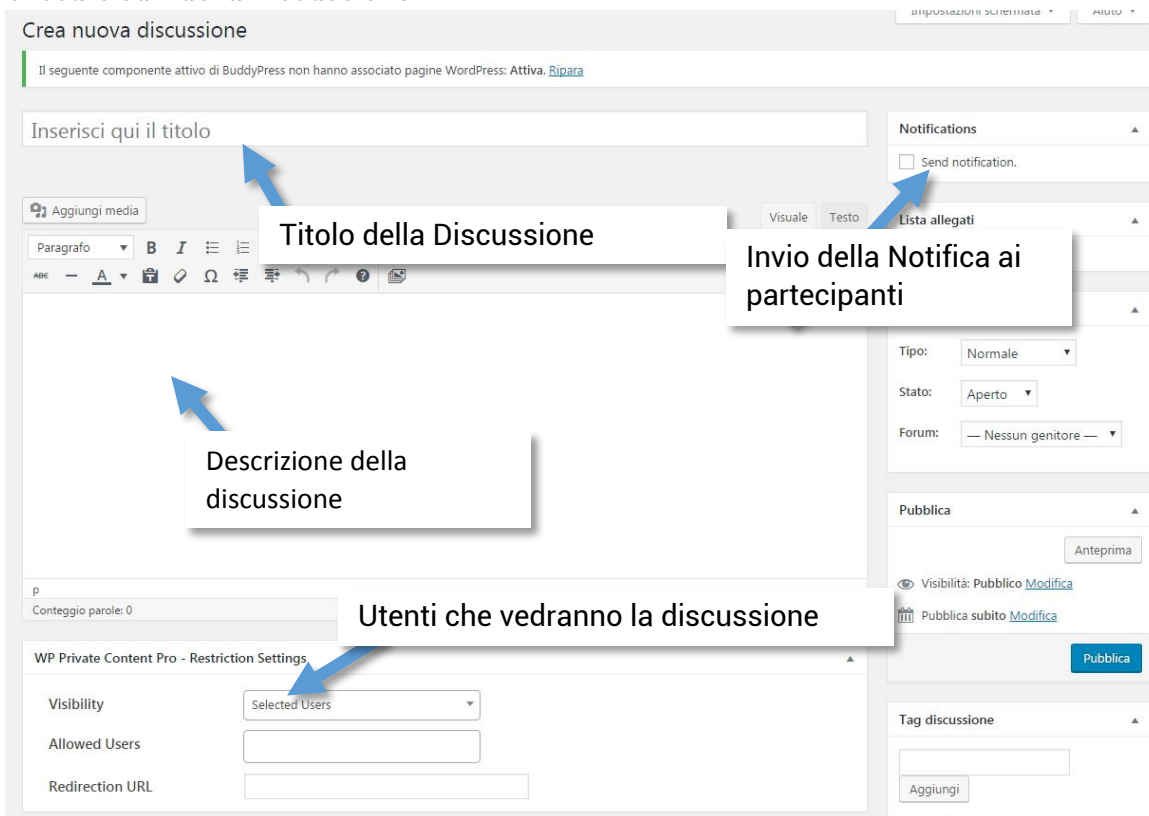 Impostazioni schermata
Aiuto
Crea nuova discussione
Il seguente componente attivo di BuddyPress non hanno associato pagine WordPress: Attiva. Ripara
Inserisci qui il titolo
Notifications
Send notification.
Aggiungi media
Visuale Testo
Titolo della Discussione
Lista allegati
Invio della Notifica ai
partecipanti
Paragrafo B I
ABE A Ω
Tipo: Normale
Stato: Aperto
Forum: — Nessun genitore —
Descrizione della
discussione
Pubblica
Anteprima
Visibilità: Pubblico Modifica
Pubblica subito Modifica
Pubblica
p
Conteggio parole: 0
Utenti che vedranno la discussione
WP Private Content Pro - Restriction Settings
Visibility Selected Users
Allowed Users
Redirection URL
Tag discussione
Aggiungi